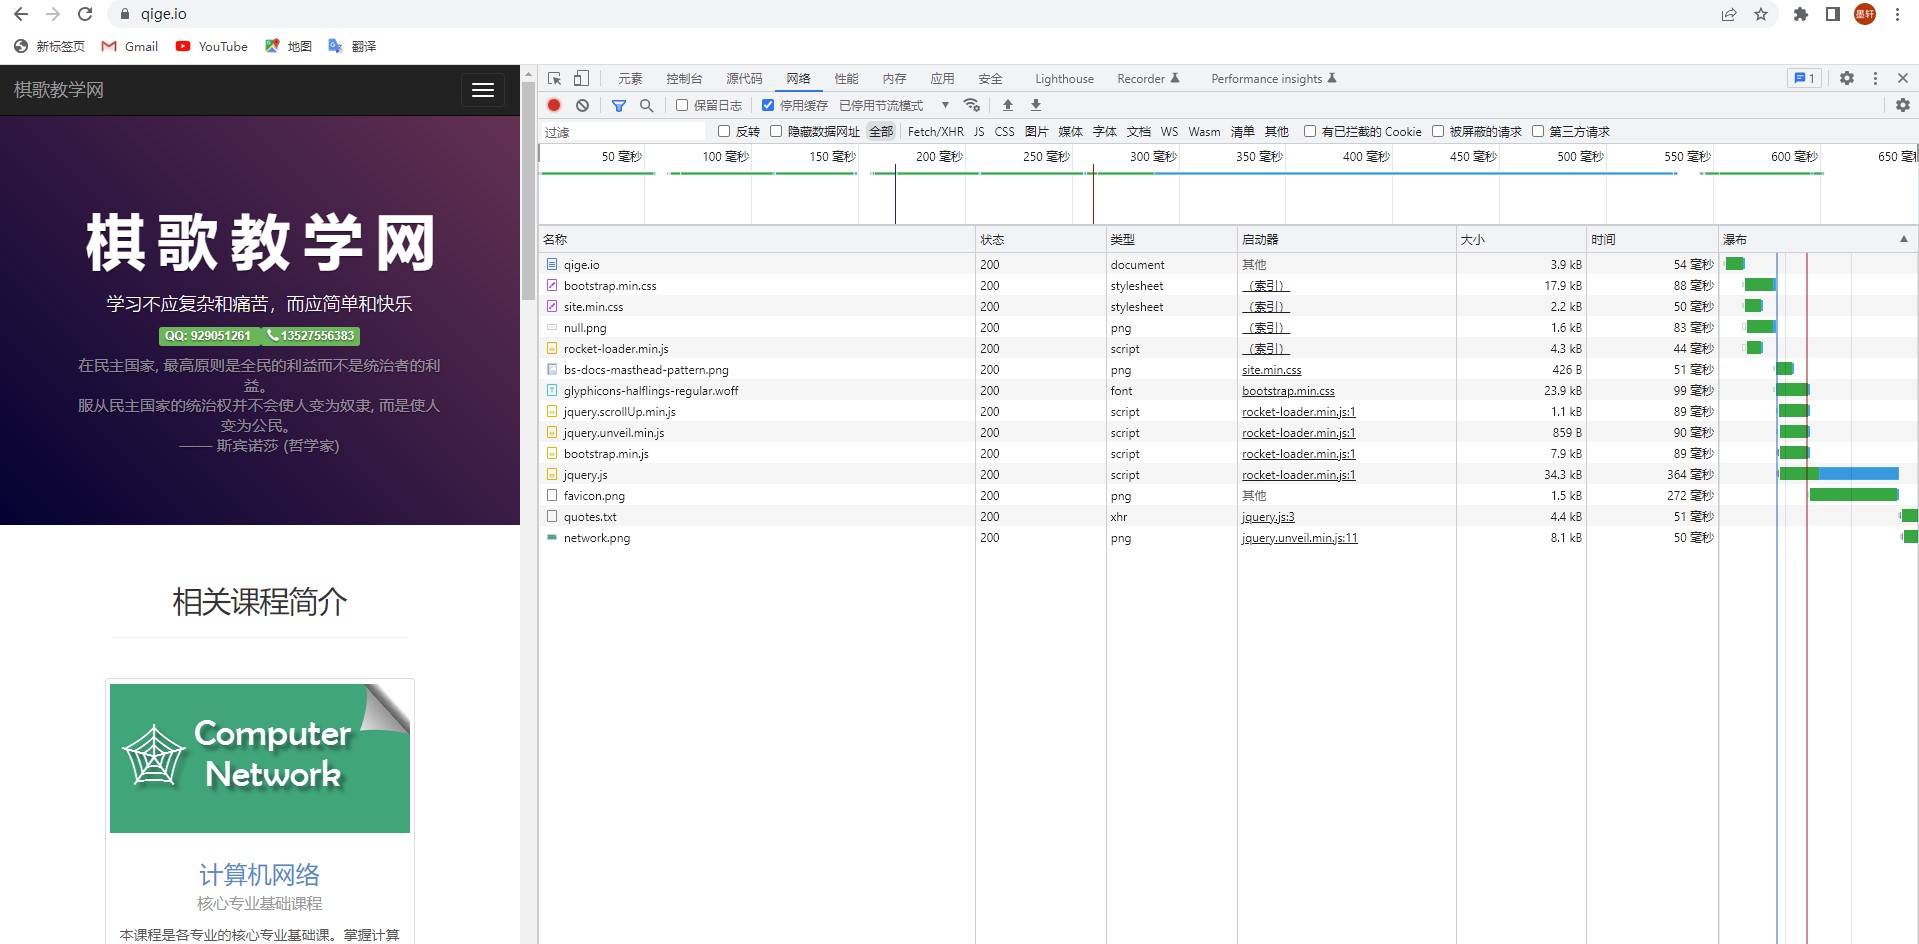 qige.io
墨轩
新标签页 Gmail YouTube 地图 翻译
棋歌教学网
棋歌教学网
学习不应复杂和痛苦，而应简单和快乐
QQ: 929051261 13527556383
在民主国家, 最高原则是全民的利益而不是统治者的利
益。
服从民主国家的统治权并不会使人变为奴隶, 而是使人
变为公民。
—— 斯宾诺莎 (哲学家)
相关课程简介
Computer
Network
计算机网络
核心专业基础课程
本课程是各专业的核心专业基础课。掌握计算
元素 控制台 源代码 网络 性能 内存 应用 安全 Lighthouse Recorder Performance insights 1
保留日志 停用缓存 已停用节流模式
过滤 反转 隐藏数据网址 全部 Fetch/XHR JS CSS 图片 媒体 字体 文档 WS Wasm 清单 其他 有已拦截的 Cookie 被屏蔽的请求 第三方请求
50 毫秒 100 毫秒 150 毫秒 200 毫秒 250 毫秒 300 毫秒 350 毫秒 400 毫秒 450 毫秒 500 毫秒 550 毫秒 600 毫秒 650 毫秒
名称 状态 类型 启动器 大小 时间 瀑布
qige.io 200 document 其他 3.9 kB 54 毫秒
bootstrap.min.css 200 stylesheet （索引） 17.9 kB 88 毫秒
site.min.css 200 stylesheet （索引） 2.2 kB 50 毫秒
null.png 200 png （索引） 1.6 kB 83 毫秒
rocket-loader.min.js 200 script （索引） 4.3 kB 44 毫秒
bs-docs-masthead-pattern.png 200 png site.min.css 426 B 51 毫秒
glyphicons-halflings-regular.woff 200 font bootstrap.min.css 23.9 kB 99 毫秒
jquery.scrollUp.min.js 200 script rocket-loader.min.js:1 1.1 kB 89 毫秒
jquery.unveil.min.js 200 script rocket-loader.min.js:1 859 B 90 毫秒
bootstrap.min.js 200 script rocket-loader.min.js:1 7.9 kB 89 毫秒
jquery.js 200 script rocket-loader.min.js:1 34.3 kB 364 毫秒
favicon.png 200 png 其他 1.5 kB 272 毫秒
quotes.txt 200 xhr jquery.js:3 4.4 kB 51 毫秒
network.png 200 png jquery.unveil.min.js:11 8.1 kB 50 毫秒